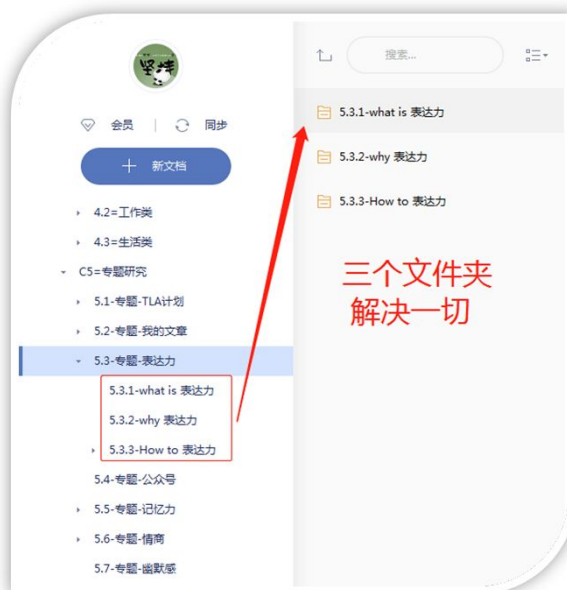 坚持
会员 | 同步
新文档
4.2=工作类
4.3=生活类
C5=专题研究
5.1-专题-TLA计划
5.2-专题-我的文章
5.3-专题-表达力
5.3.1-what is 表达力
5.3.2-why 表达力
5.3.3-How to 表达力
5.4-专题-公众号
5.5-专题-记忆力
5.6-专题-情商
5.7-专题-幽默感
搜索...
5.3.1-what is 表达力
5.3.2-why 表达力
5.3.3-How to 表达力
三个文件夹
解决一切